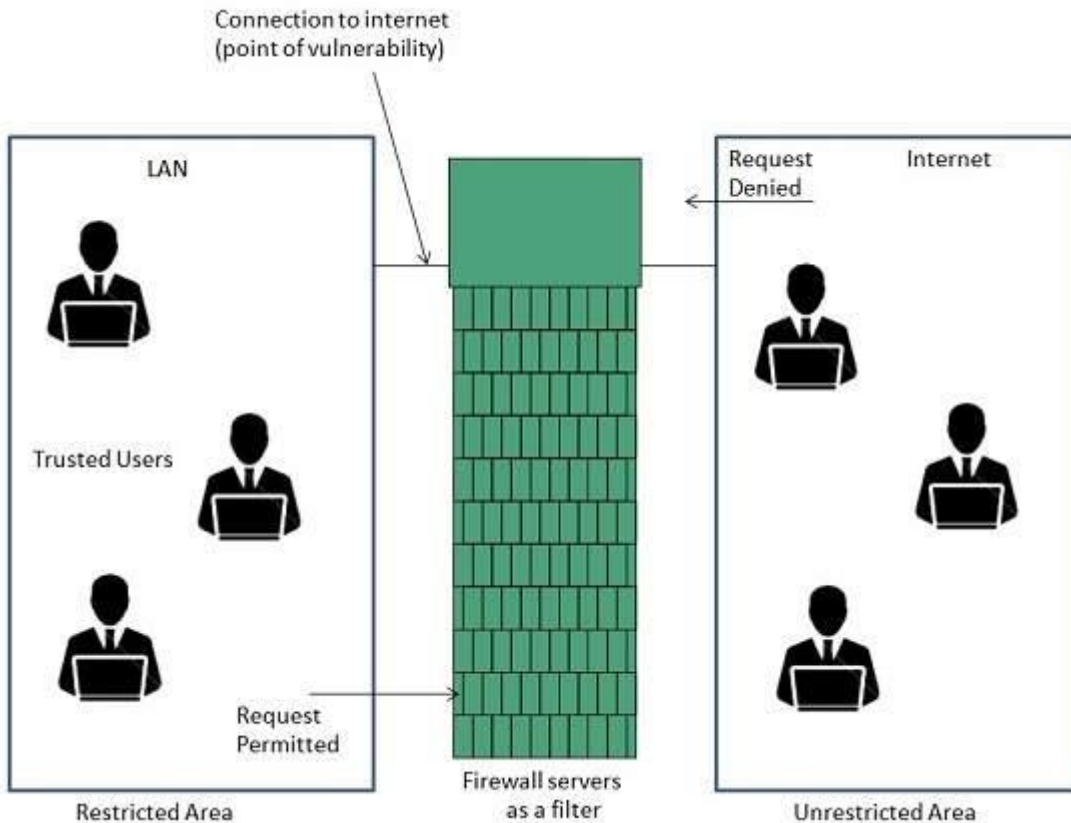 Connection to internet
(point of vulnerability)
LAN
Request
Denied
Internet
Trusted Users
Request
Permitted
Firewall servers
as a filter
Restricted Area
Unrestricted Area